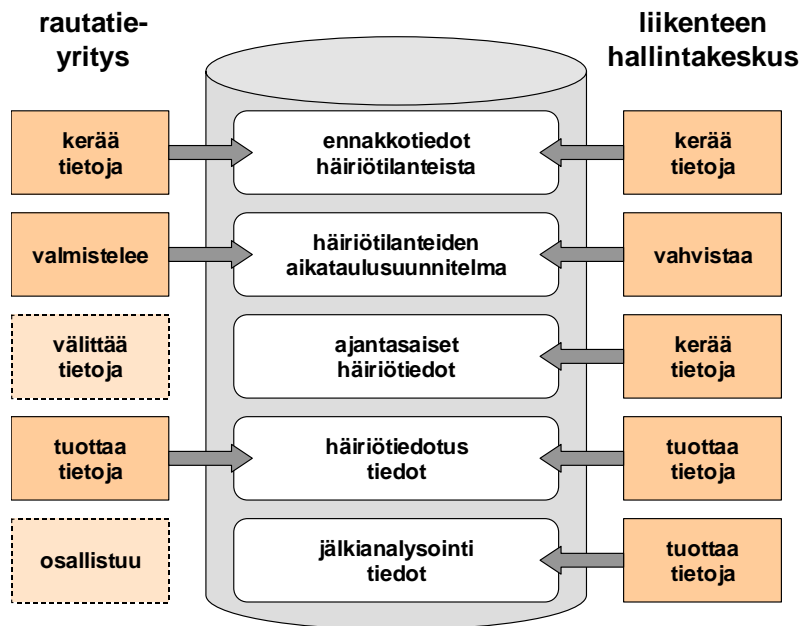 rautatie-
yritys
liikenteen
hallintakeskus
kerää
tietoja
ennakkotiedot
häiriötilanteista
kerää
tietoja
valmistelee
häiriötilanteiden
aikataulusuunnitelma
vahvistaa
välittää
tietoja
ajantasaiset
häiriötiedot
kerää
tietoja
tuottaa
tietoja
häiriötiedotus
tiedot
tuottaa
tietoja
osallistuu
jälkianalysointi
tiedot
tuottaa
tietoja